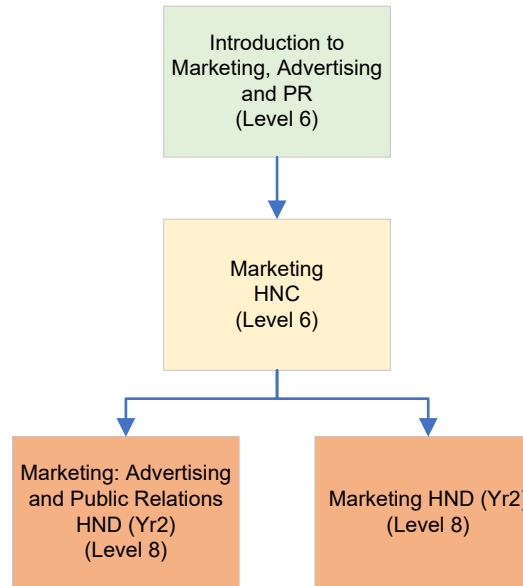 Introduction to
Marketing, Advertising
and PR
(Level 6)
Marketing
HNC
(Level 6)
Marketing: Advertising
and Public Relations
HND (Yr2)
(Level 8)
Marketing HND (Yr2)
(Level 8)